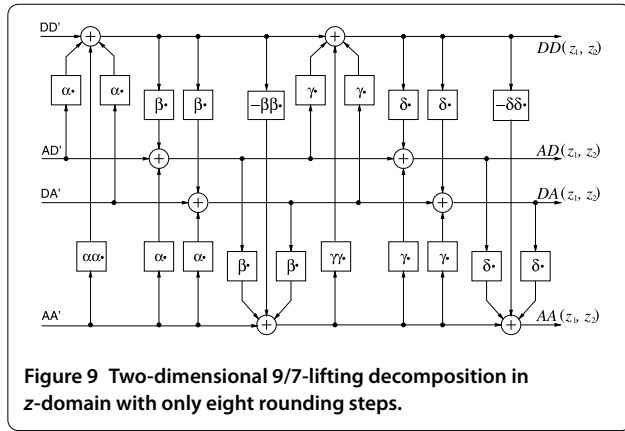 DD' DD(z₁, z₂)
α• α• β• β• -ββ• γ• γ• δ• δ• -δδ•
AD' AD(z₁, z₂)
DA' DA(z₁, z₂)
αα• α• α• β• β• γγ• γ• γ• δ• δ•
AA' AA(z₁, z₂)
Figure 9 Two-dimensional 9/7-lifting decomposition in
z-domain with only eight rounding steps.